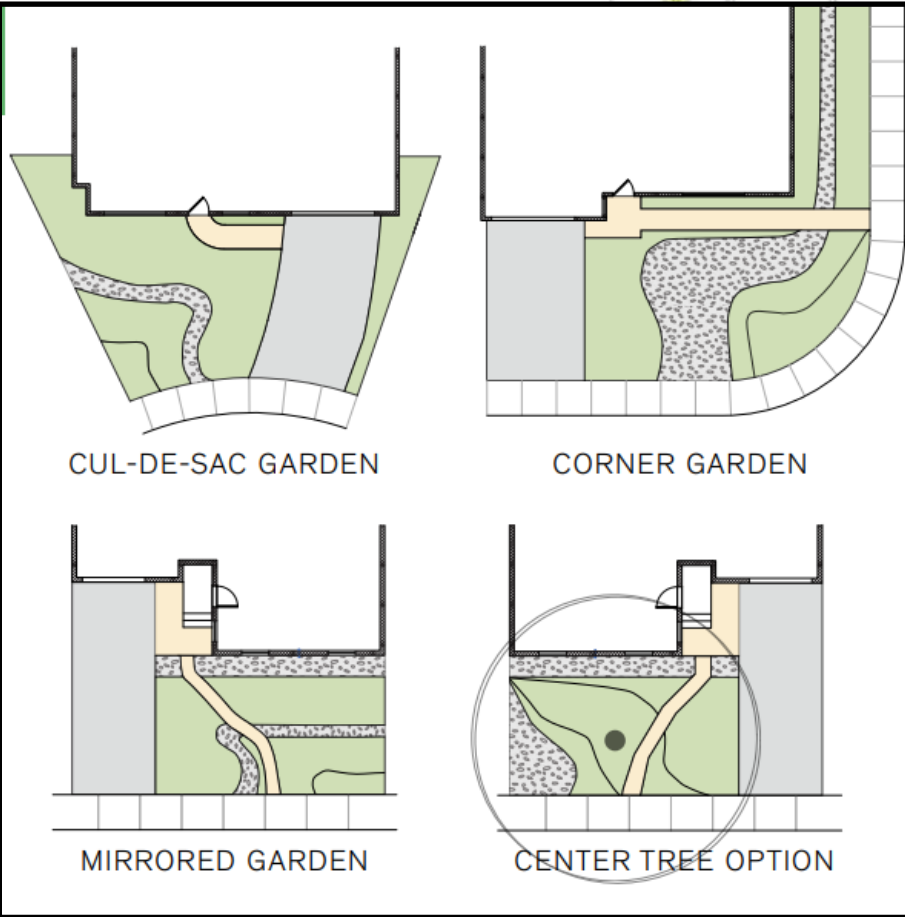 CUL-DE-SAC GARDEN
CORNER GARDEN
MIRRORED GARDEN
CENTER TREE OPTION